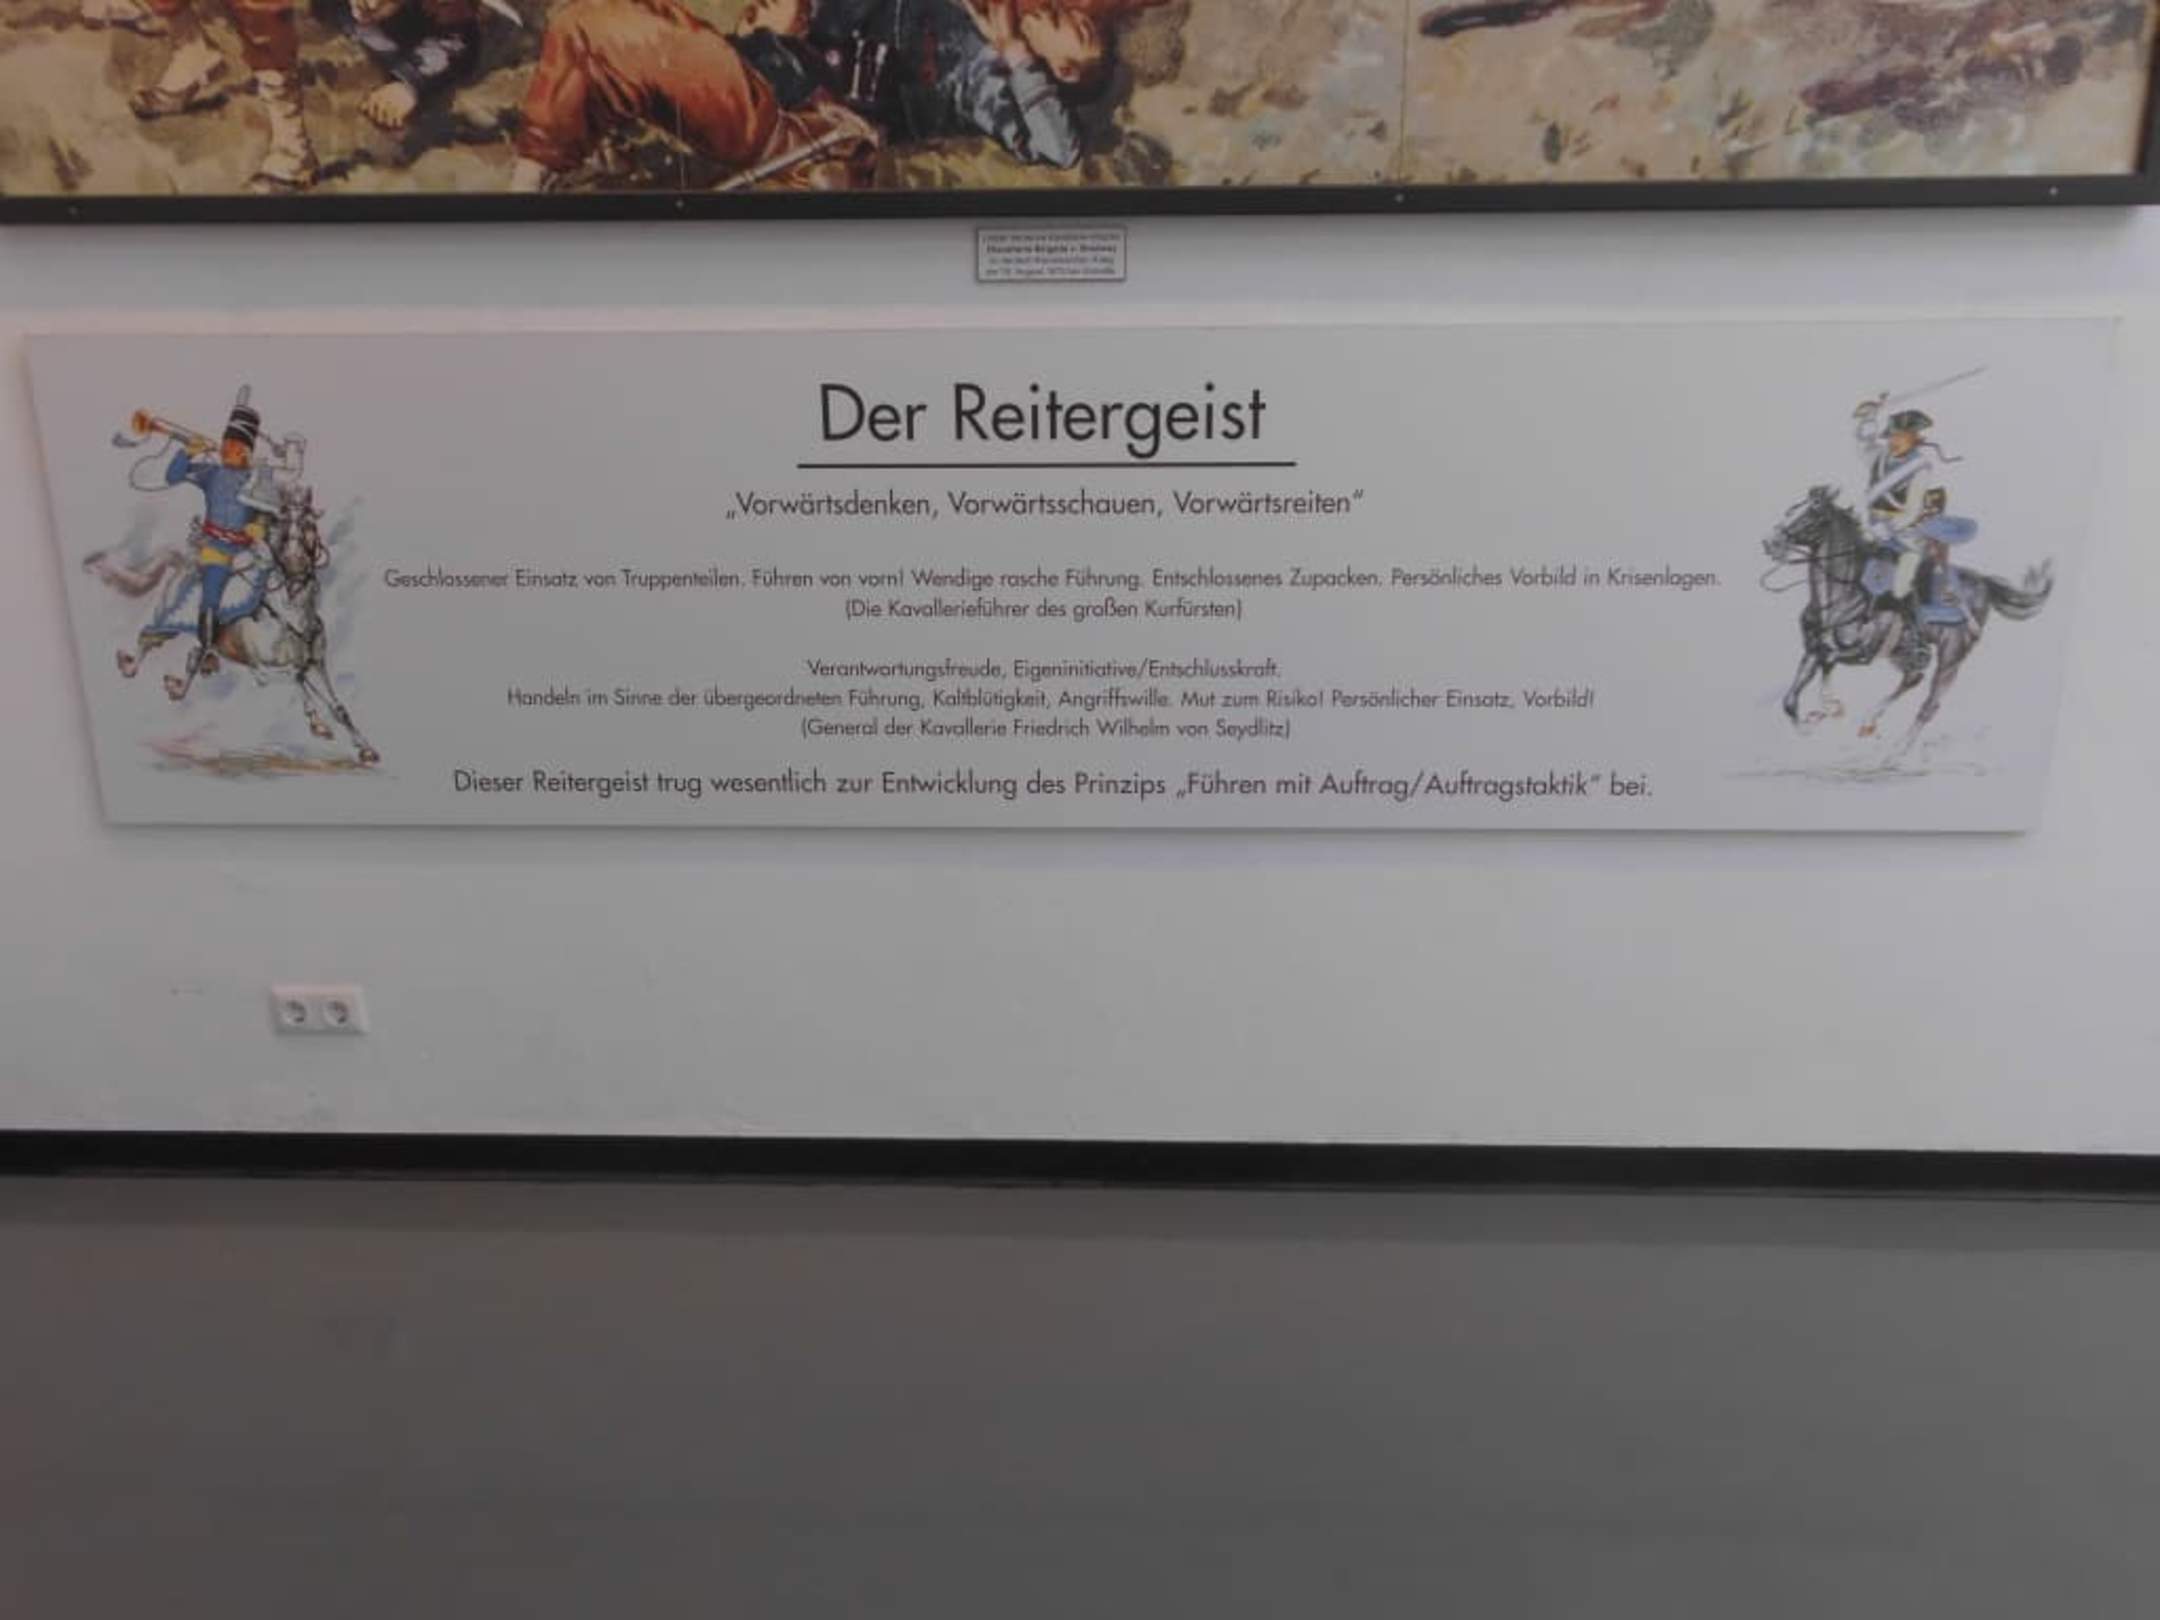 Kavallerie-Brigade v. Bredow
Der Reitergeist
„Vorwärtsdenken, Vorwärtsschauen, Vorwärtsreiten“
Geschlossener Einsatz von Truppenteilen. Führen von vorn! Wendige rasche Führung. Entschlossenes Zupacken. Persönliches Vorbild in Krisenlagen.
(Die Kavallerieführer des großen Kurfürsten)
Verantwortungsfreude, Eigeninitiative/Entschlusskraft.
Handeln im Sinne der übergeordneten Führung, Kaltblütigkeit, Angriffswille. Mut zum Risiko! Persönlicher Einsatz, Vorbild!
(General der Kavallerie Friedrich Wilhelm von Seydlitz)
Dieser Reitergeist trug wesentlich zur Entwicklung des Prinzips „Führen mit Auftrag/Auftragstaktik“ bei.